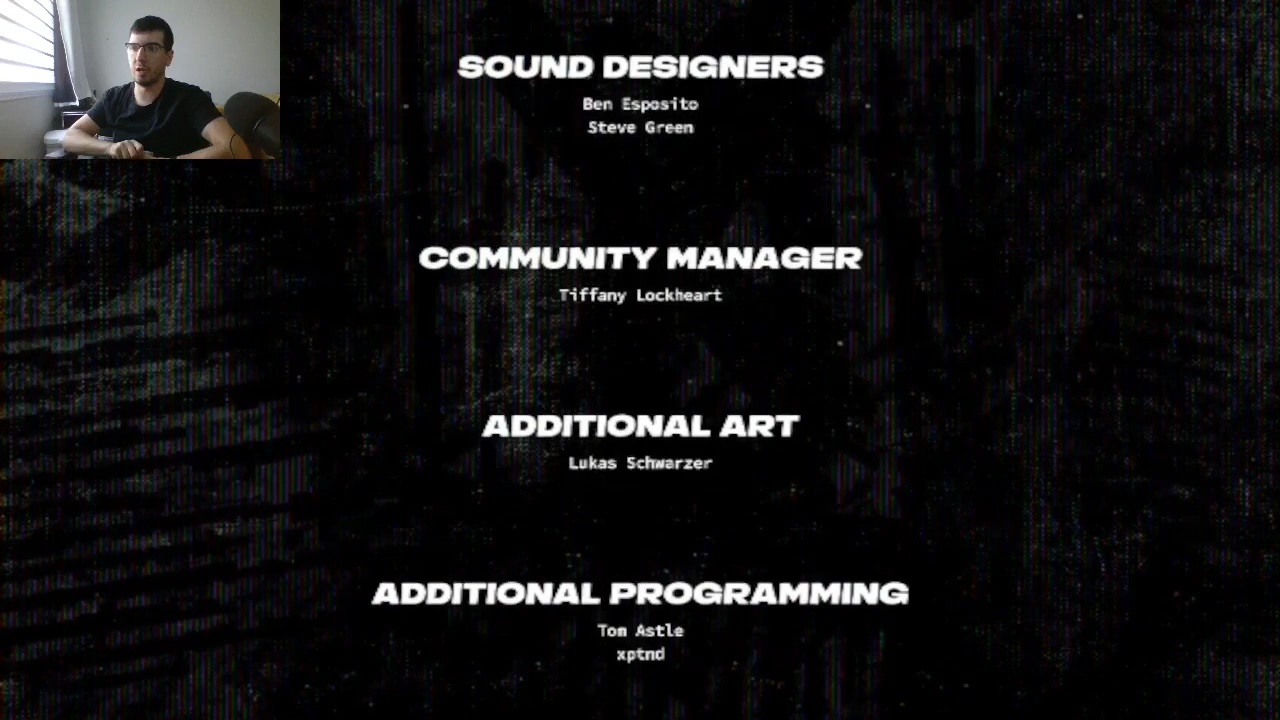 SOUND DESIGNERS
Ben Esposito
Steve Green
COMMUNITY MANAGER
Tiffany Lockheart
ADDITIONAL ART
Lukas Schwarzer
ADDITIONAL PROGRAMMING
Tom Astle
xptnd